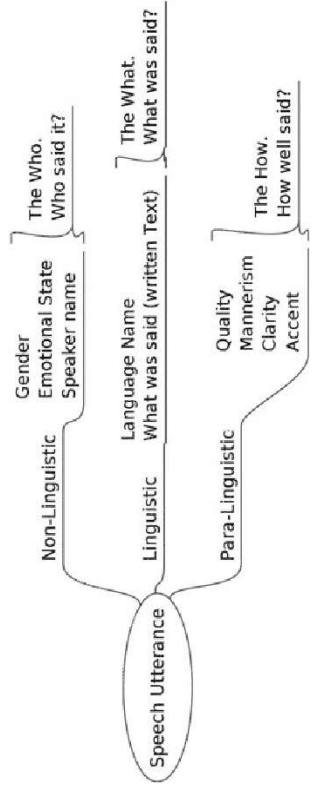 Speech Utterance
Non-Linguistic
Gender
Emotional State
Speaker name
The Who.
Who said it?
Linguistic
Language Name
What was said (written Text)
The What.
What was said?
Para-Linguistic
Quality
Mannerism
Clarity
Accent
The How.
How well said?